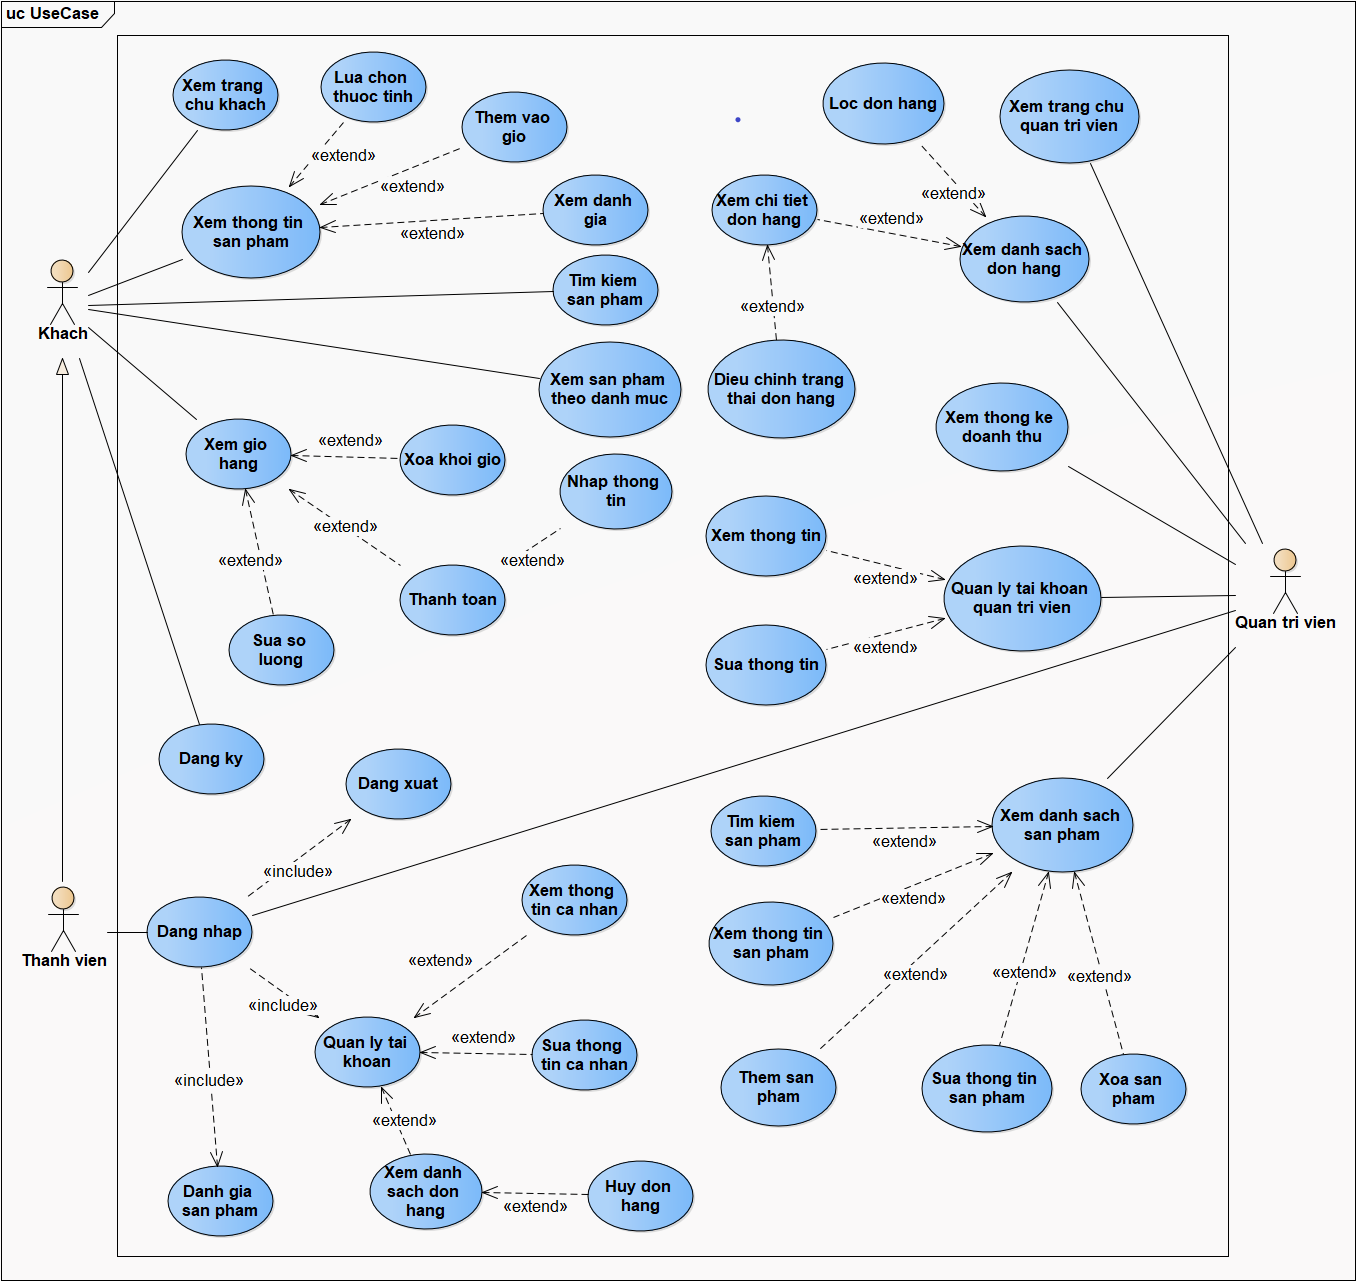 uc UseCase
Xem trang
chu khach
Lua chon
thuoc tinh
Them vao
gio
Loc don hang
Xem trang chu
quan tri vien
«extend»
«extend»
«extend»
Xem thong tin
san pham
Xem danh
gia
«extend»
Xem chi tiet
don hang
«extend»
Xem danh sach
don hang
Tim kiem
san pham
«extend»
Khach
Xem san pham
theo danh muc
Dieu chinh trang
thai don hang
Xem thong ke
doanh thu
Xem gio
hang
«extend»
Xoa khoi gio
Nhap thong
tin
«extend»
«extend»
«extend»
Xem thong tin
«extend»
Quan ly tai khoan
quan tri vien
Quan tri vien
Thanh toan
Sua so
luong
Sua thong tin
«extend»
Dang ky
Dang xuat
«include»
Tim kiem
san pham
«extend»
Xem danh sach
san pham
Xem thong
tin ca nhan
«extend»
Thanh vien
Dang nhap
Xem thong tin
san pham
«extend»
«extend»
«extend»
«extend»
«include»
Quan ly tai
khoan
«extend»
Sua thong
tin ca nhan
«include»
Them san
pham
Sua thong tin
san pham
Xoa san
pham
«extend»
Danh gia
san pham
Xem danh
sach don
hang
«extend»
Huy don
hang